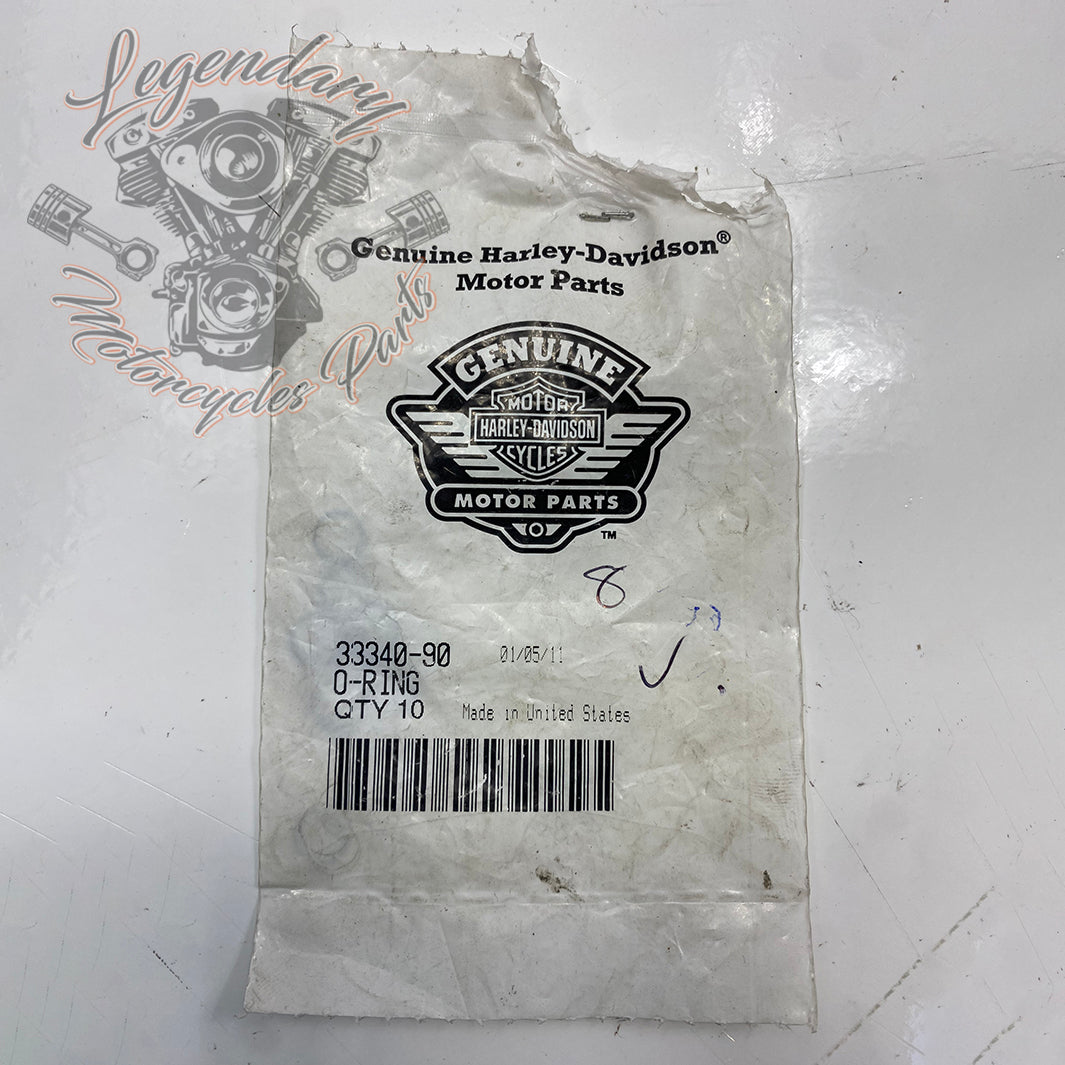 Legendary
Motorcycles Parts
Genuine Harley-Davidson®
Motor Parts
GENUINE
MOTOR
HARLEY-DAVIDSON
CYCLES
MOTOR PARTS
TM
8
33340-90 01/05/11
O-RING
QTY 10 Made in United States